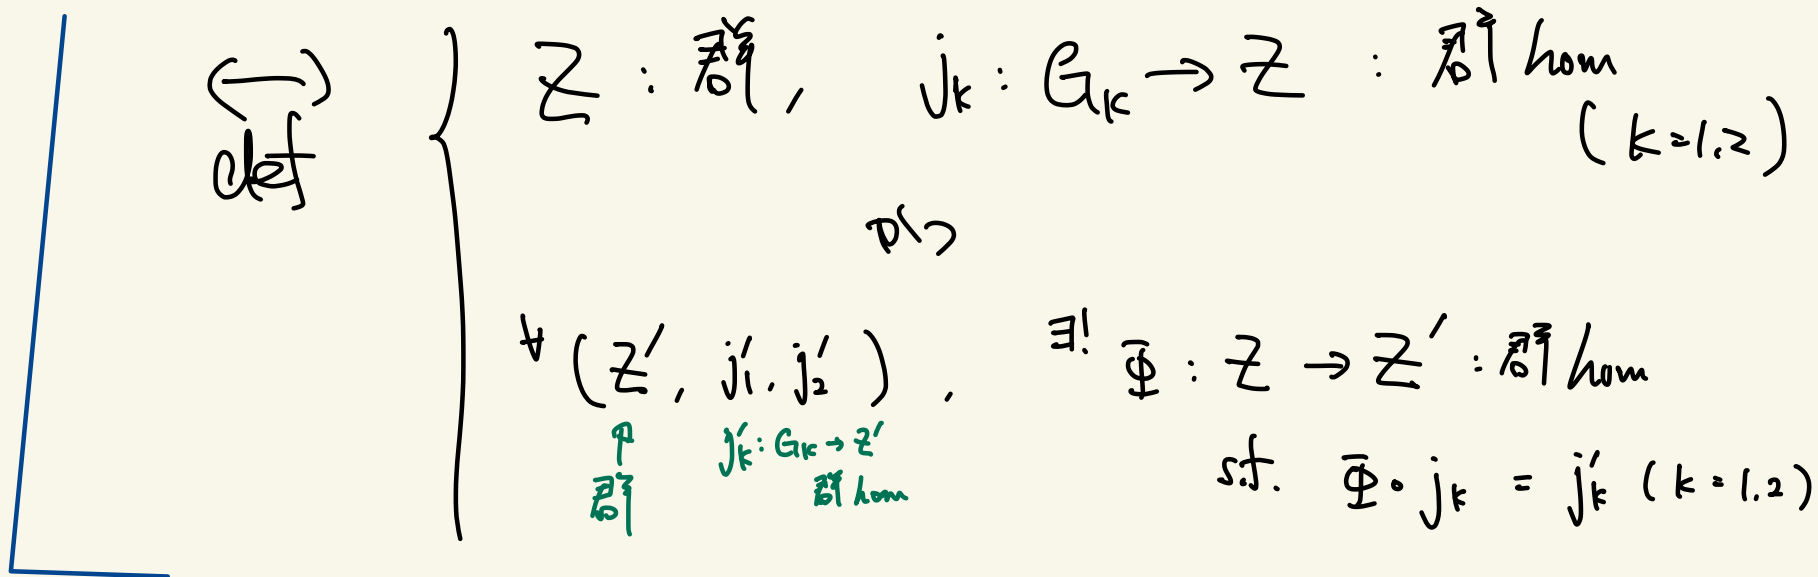 ⟺ def { Z : 群, j_k : G_k → Z : 群 hom
(k=1.2)
かつ
∀ (Z', j'_1, j'_2), ∃! Φ : Z → Z' : 群 hom
↑ 群 j'_k : G_k → Z' 群 hom
s.t. Φ∘j_k = j'_k (k=1.2)